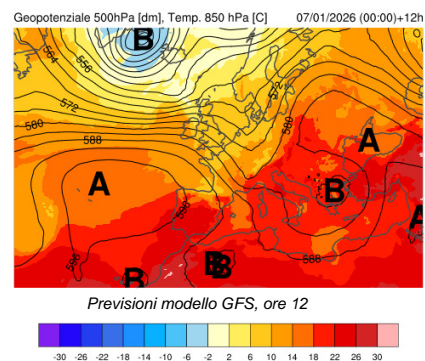 Geopotenziale 500hPa [dm], Temp. 850 hPa [C] 07/01/2026 (00:00)+12h
B
564
556
572
580
588
572
580
A
A
588
B
A
588
B
B
B
588
Previsioni modello GFS, ore 12
-30 -26 -22 -18 -14 -10 -6 -2 2 6 10 14 18 22 26 30